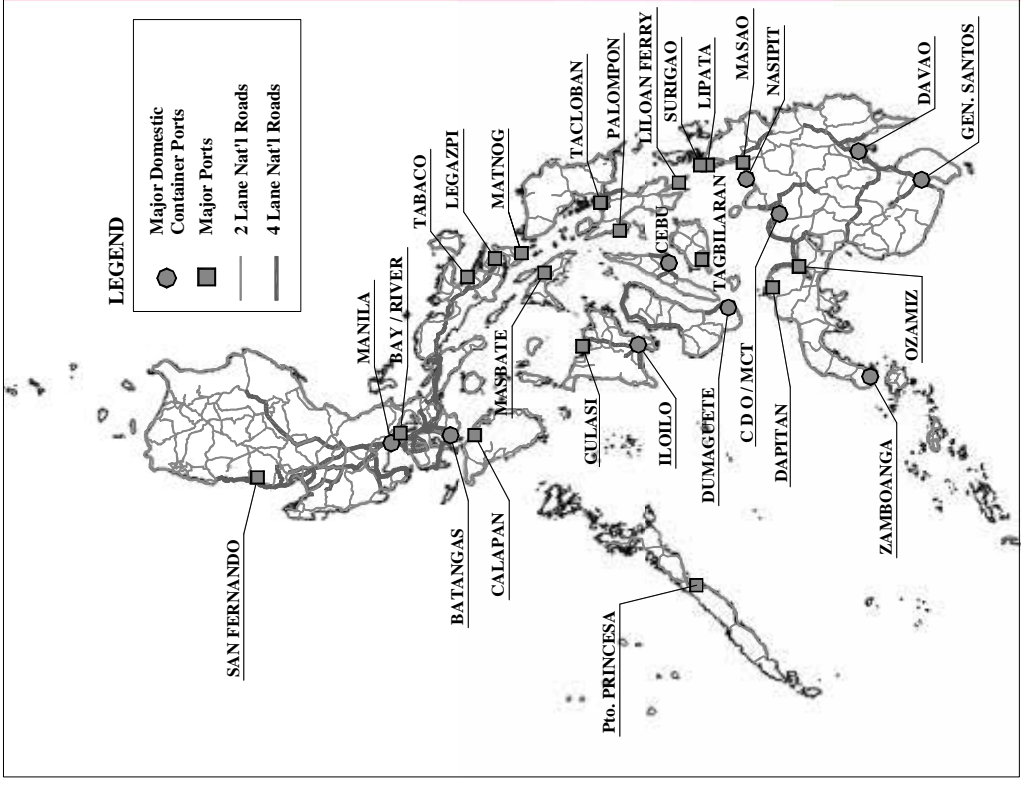 LEGEND
Major Domestic
Container Ports
Major Ports
2 Lane Nat'l Roads
4 Lane Nat'l Roads
SAN FERNANDO
MANILA
BAY / RIVER
BATANGAS
CALAPAN
TABACO
LEGAZPI
MATNOG
MASBATE
TACLOBAN
PALOMPON
LILOAN FERRY
SURIGAO
LIPATA
MASAO
NASIPIT
DAVAO
GEN. SANTOS
CEBU
TAGBILARAN
GULASI
ILOILO
DUMAGUETE
C D O / MCT
DAPITAN
OZAMIZ
ZAMBOANGA
Pto. PRINCESA